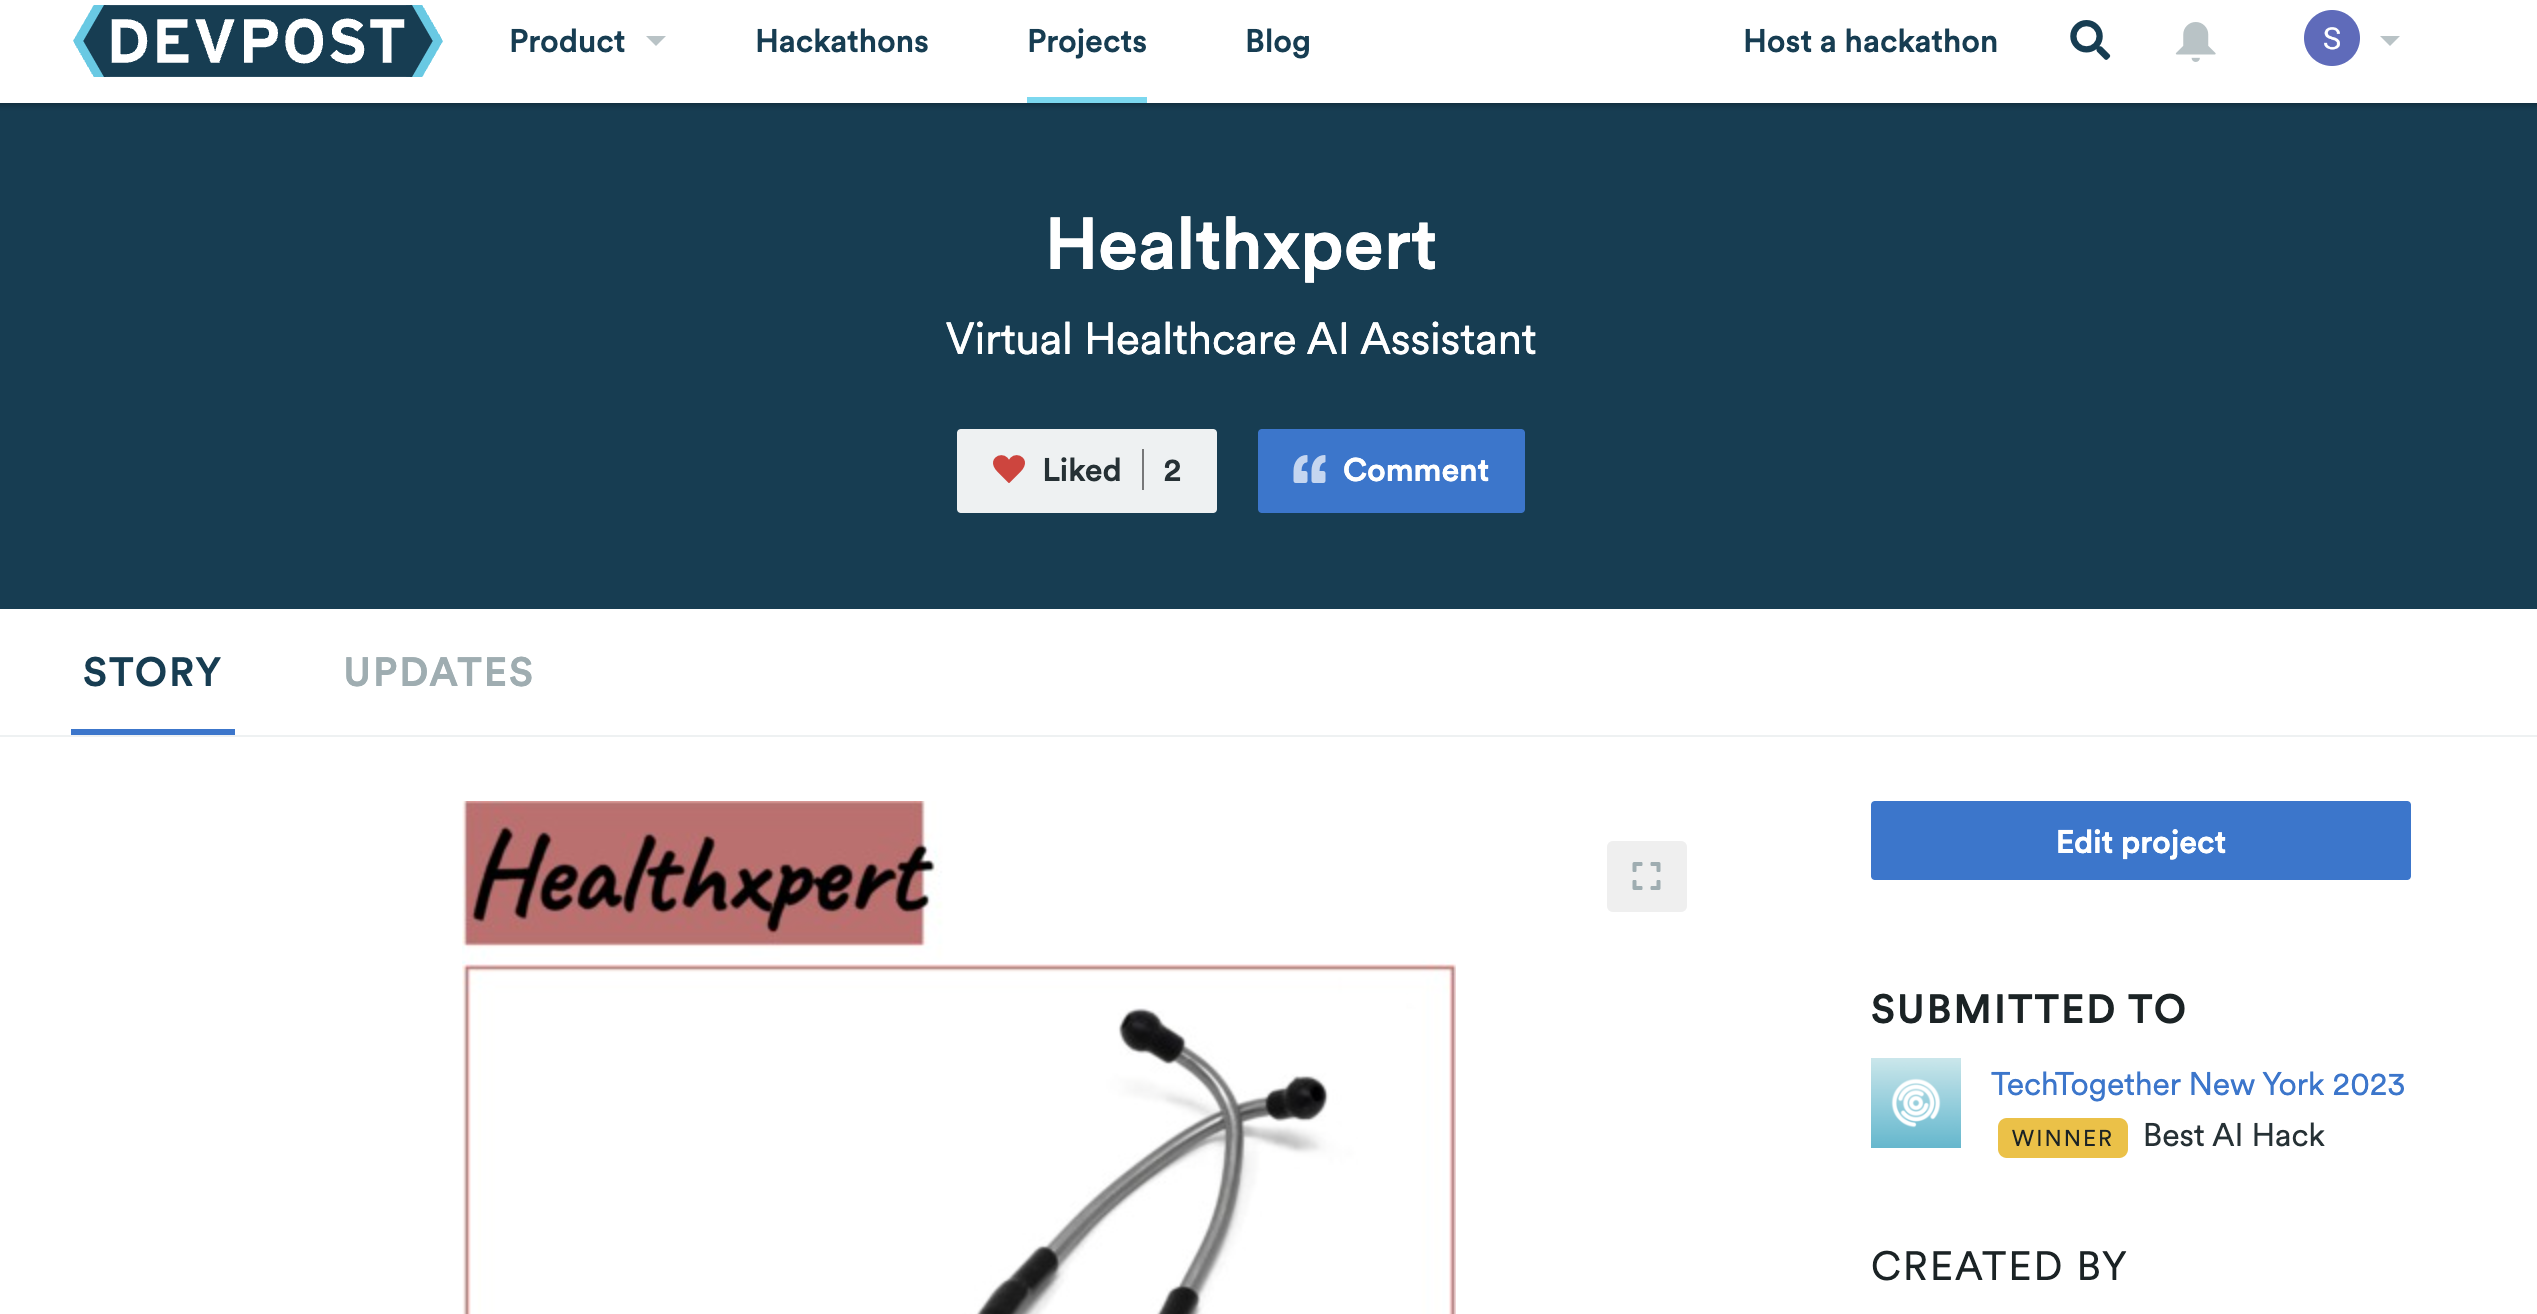 DEVPOST Product Hackathons Projects Blog Host a hackathon S
Healthxpert
Virtual Healthcare AI Assistant
Liked 2 Comment
STORY UPDATES
Healthxpert
Edit project
SUBMITTED TO
TechTogether New York 2023
WINNER Best AI Hack
CREATED BY